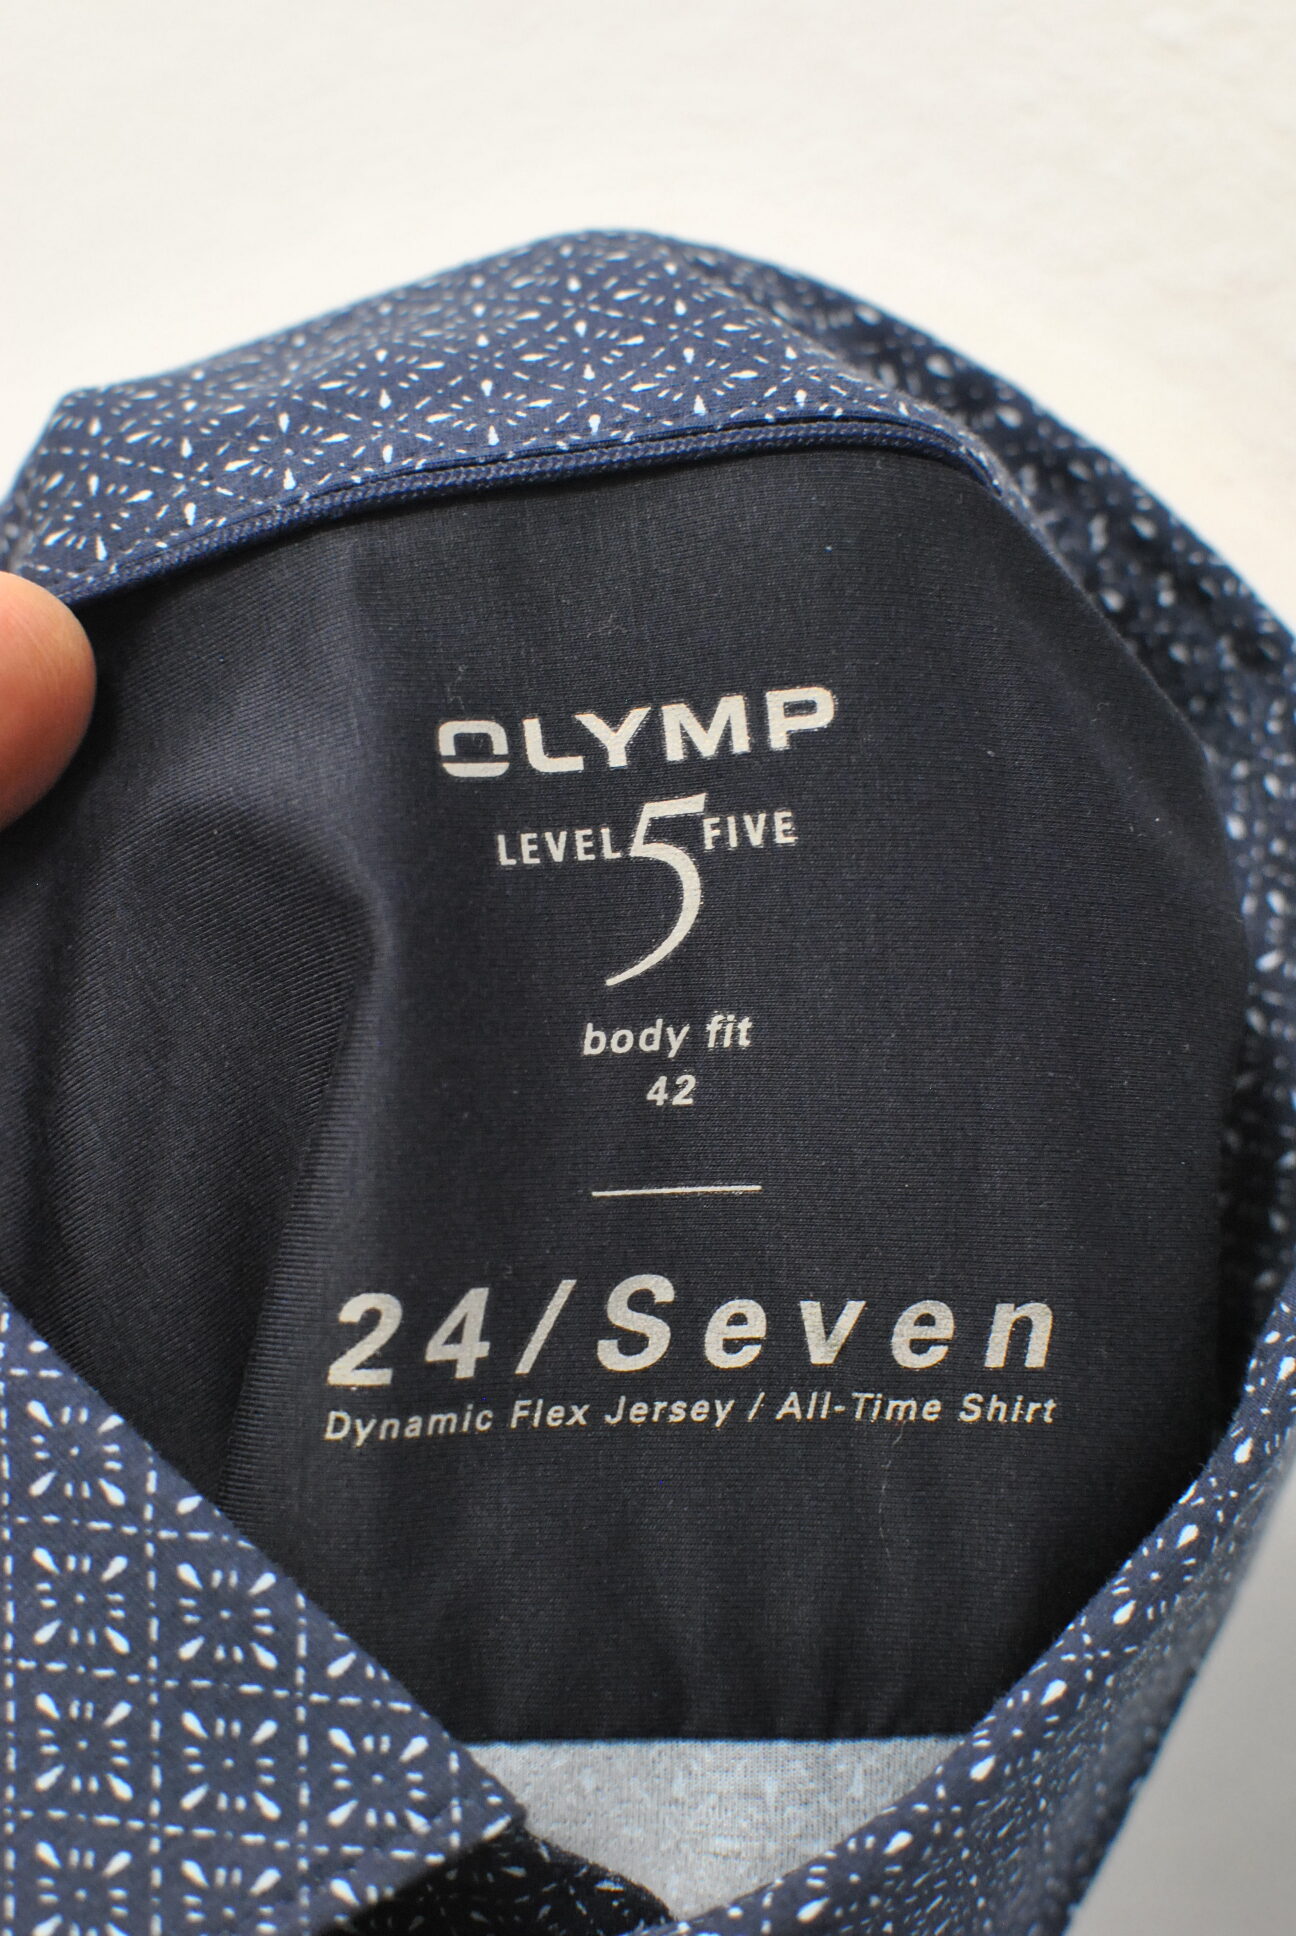 OLYMP
LEVEL 5 FIVE
body fit
42
24/Seven
Dynamic Flex Jersey / All-Time Shirt